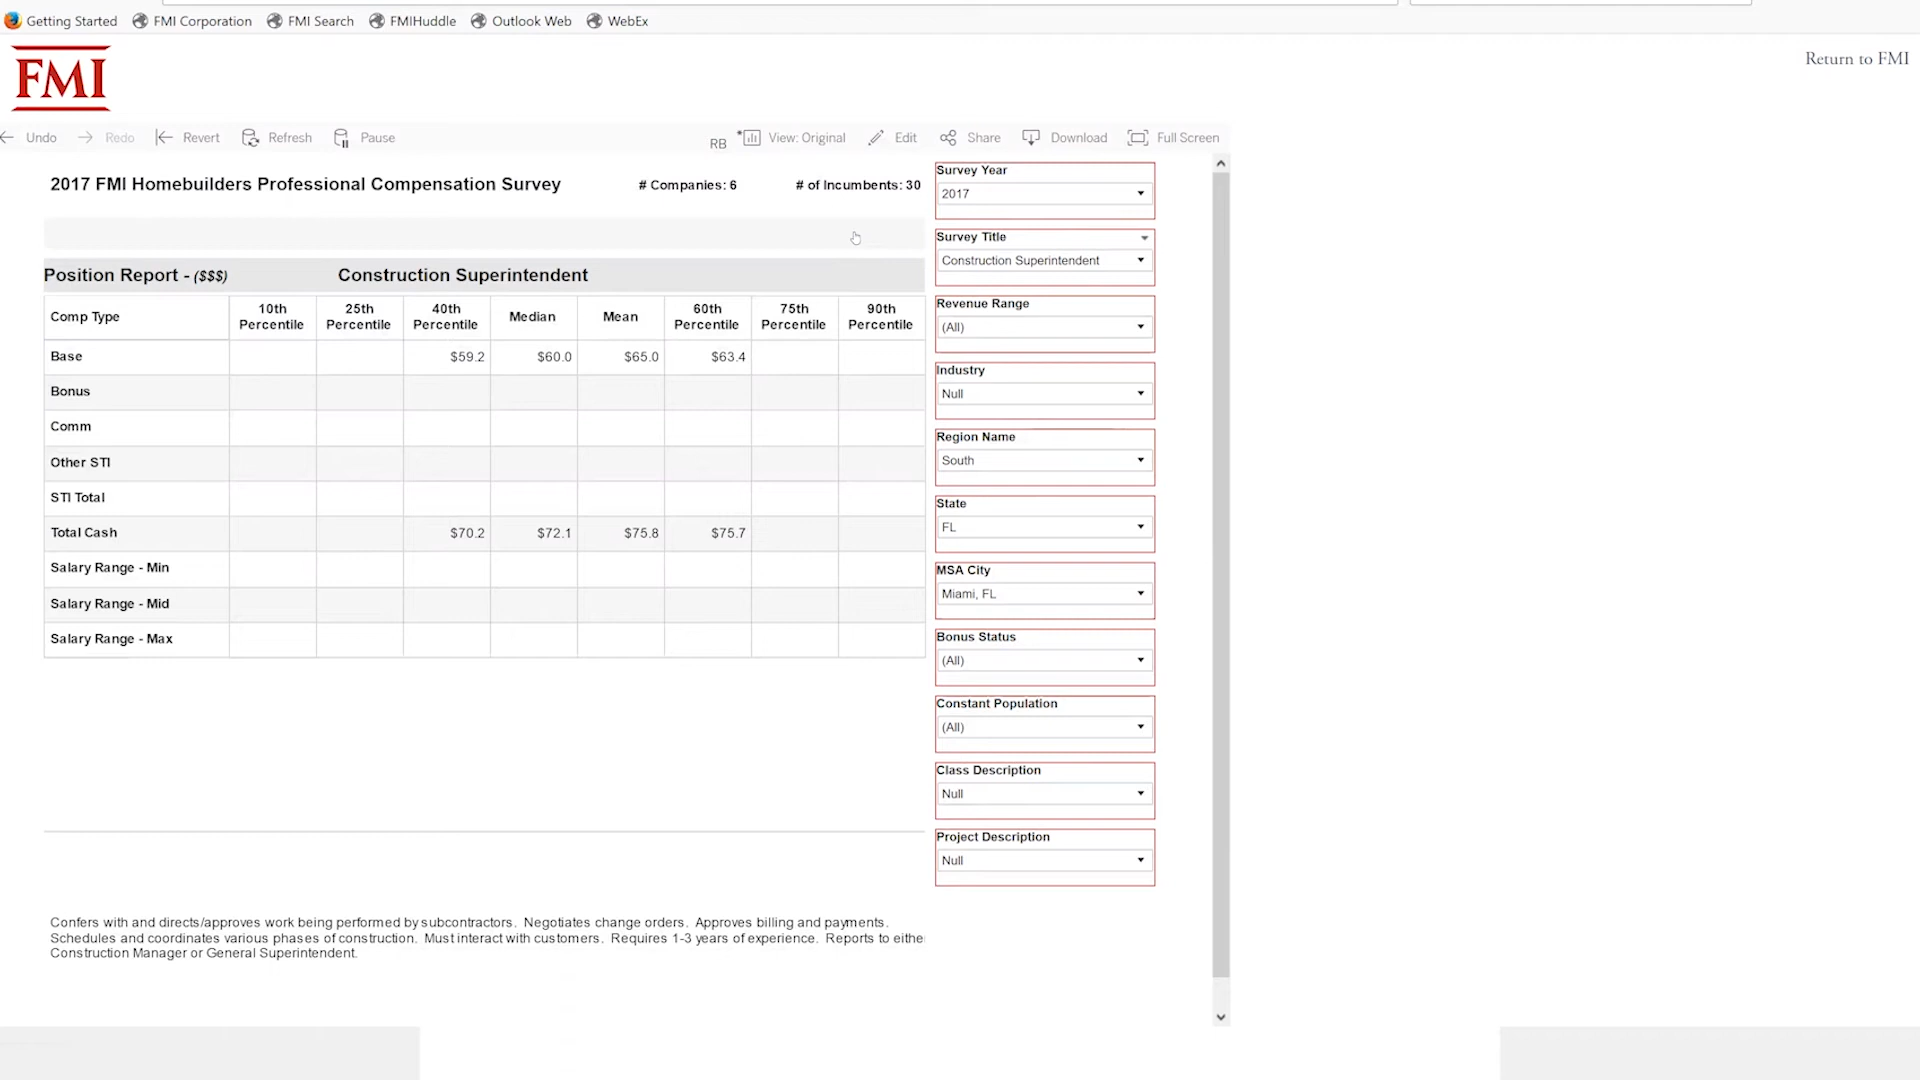 Getting Started FMI Corporation FMI Search FMIHuddle Outlook Web WebEx
FMI
Return to FMI
Undo Redo Revert Refresh Pause RB View: Original Edit Share Download Full Screen
2017 FMI Homebuilders Professional Compensation Survey # Companies: 6 # of Incumbents: 30
Position Report - ($$$) Construction Superintendent
Comp Type 10th Percentile 25th Percentile 40th Percentile Median Mean 60th Percentile 75th Percentile 90th Percentile
Base $59.2 $60.0 $65.0 $63.4
Bonus
Comm
Other STI
STI Total
Total Cash $70.2 $72.1 $75.8 $75.7
Salary Range - Min
Salary Range - Mid
Salary Range - Max
Survey Year
2017
Survey Title
Construction Superintendent
Revenue Range
(All)
Industry
Null
Region Name
South
State
FL
MSA City
Miami, FL
Bonus Status
(All)
Constant Population
(All)
Class Description
Null
Project Description
Null
Confers with and directs/approves work being performed by subcontractors. Negotiates change orders. Approves billing and payments.
Schedules and coordinates various phases of construction. Must interact with customers. Requires 1-3 years of experience. Reports to eithe
Construction Manager or General Superintendent.